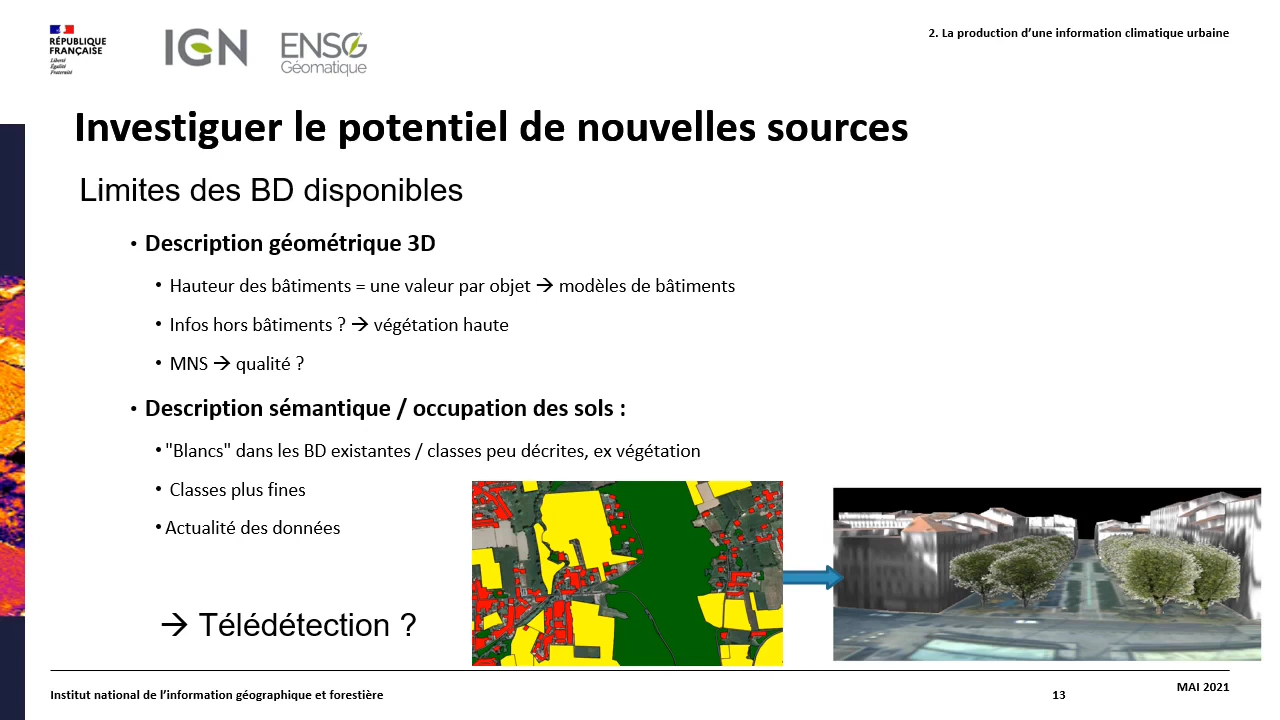 RÉPUBLIQUE
FRANÇAISE
Liberté
Égalité
Fraternité
IGN
ENSG
Géomatique
2. La production d’une information climatique urbaine
Investiguer le potentiel de nouvelles sources
Limites des BD disponibles
• Description géométrique 3D
• Hauteur des bâtiments = une valeur par objet → modèles de bâtiments
• Infos hors bâtiments ? → végétation haute
• MNS → qualité ?
• Description sémantique / occupation des sols :
• "Blancs" dans les BD existantes / classes peu décrites, ex végétation
• Classes plus fines
• Actualité des données
→ Télédétection ?
Institut national de l’information géographique et forestière
13
MAI 2021